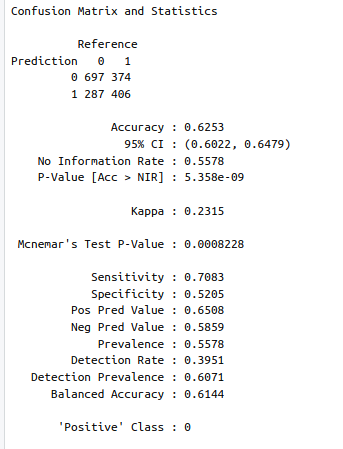 Confusion Matrix and Statistics
Reference
Prediction 0 1
0 697 374
1 287 406
Accuracy : 0.6253
95% CI : (0.6022, 0.6479)
No Information Rate : 0.5578
P-Value [Acc > NIR] : 5.358e-09
Kappa : 0.2315
Mcnemar's Test P-Value : 0.0008228
Sensitivity : 0.7083
Specificity : 0.5205
Pos Pred Value : 0.6508
Neg Pred Value : 0.5859
Prevalence : 0.5578
Detection Rate : 0.3951
Detection Prevalence : 0.6071
Balanced Accuracy : 0.6144
'Positive' Class : 0